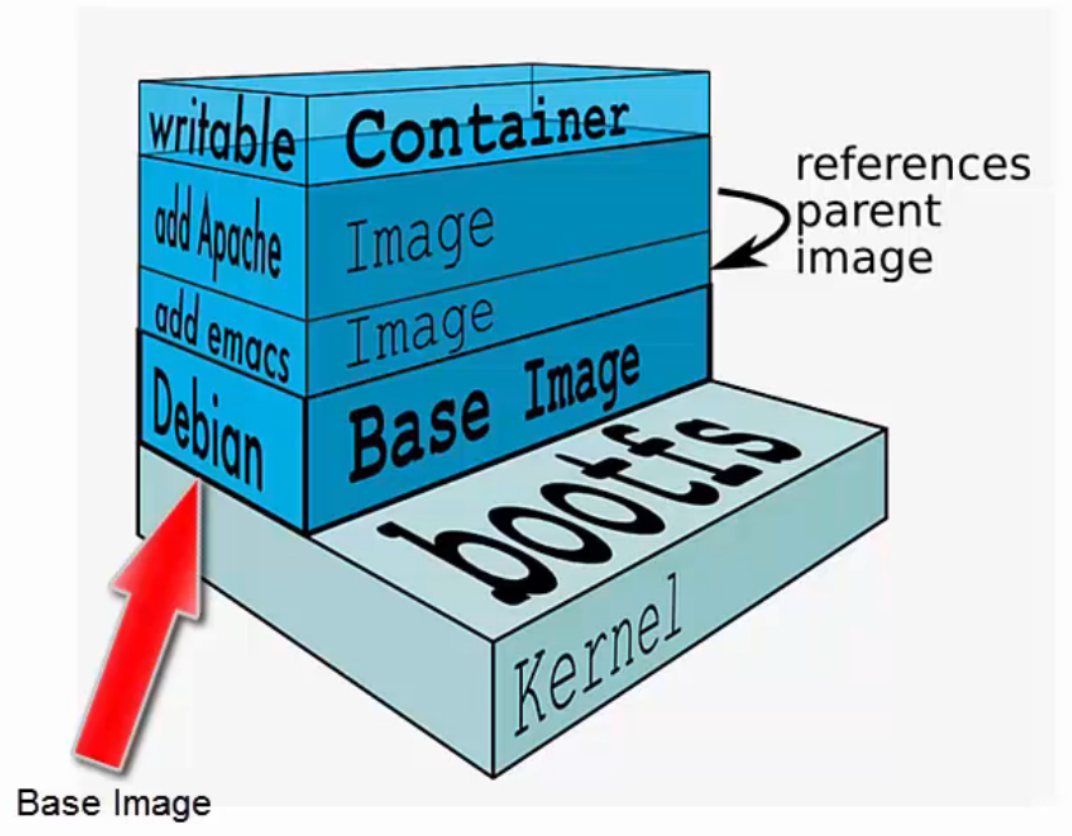 writable Container
add Apache Image
add emacs Image
Debian Base Image
references
parent
image
bootfs
Kernel
Base Image